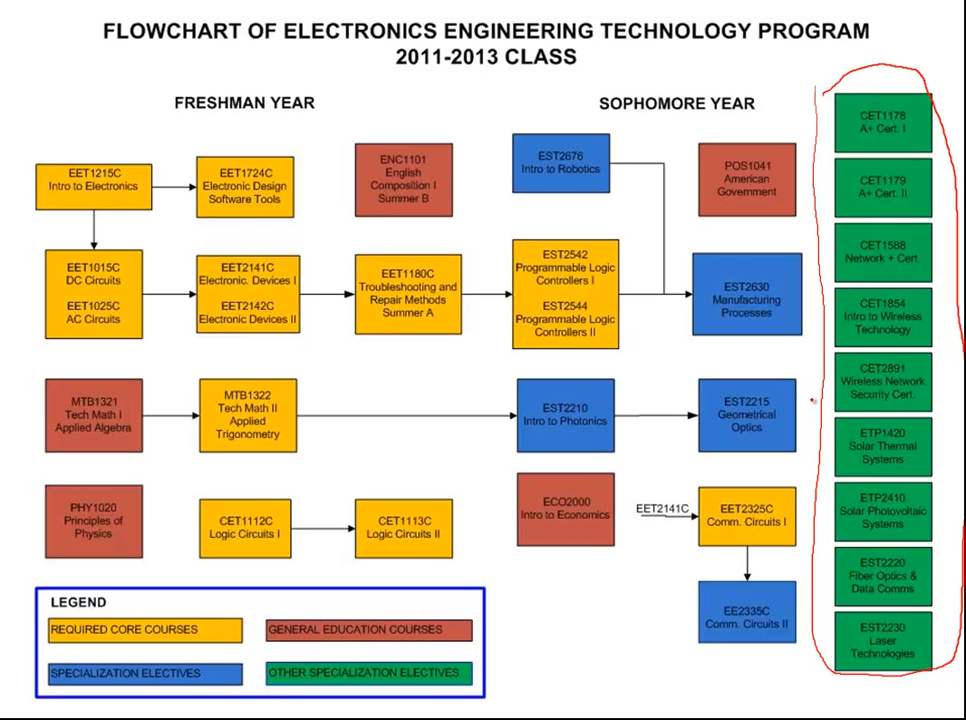 FLOWCHART OF ELECTRONICS ENGINEERING TECHNOLOGY PROGRAM
2011-2013 CLASS
FRESHMAN YEAR
SOPHOMORE YEAR
EET1215C
Intro to Electronics
EET1724C
Electronic Design
Software Tools
ENC1101
English
Composition I
Summer B
EST2676
Intro to Robotics
POS1041
American
Government
EET1015C
DC Circuits
EET1025C
AC Circuits
EET2141C
Electronic. Devices I
EET2142C
Electronic Devices II
EET1180C
Troubleshooting and
Repair Methods
Summer A
EST2542
Programmable Logic
Controllers I
EST2544
Programmable Logic
Controllers II
EST2630
Manufacturing
Processes
MTB1321
Tech Math I
Applied Algebra
MTB1322
Tech Math II
Applied
Trigonometry
EST2210
Intro to Photonics
EST2215
Geometrical
Optics
PHY1020
Principles of
Physics
CET1112C
Logic Circuits I
CET1113C
Logic Circuits II
ECO2000
Intro to Economics
EET2141C
EET2325C
Comm. Circuits I
EE2335C
Comm. Circuits II
CET1178
A+ Cert. I
CET1179
A+ Cert. II
CET1588
Network + Cert.
CET1854
Intro to Wireless
Technology
CET2891
Wireless Network
Security Cert.
ETP1420
Solar Thermal
Systems
ETP2410
Solar Photovoltaic
Systems
EST2220
Fiber Optics &
Data Comms
EST2230
Laser
Technologies
LEGEND
REQUIRED CORE COURSES
GENERAL EDUCATION COURSES
SPECIALIZATION ELECTIVES
OTHER SPECIALIZATION ELECTIVES